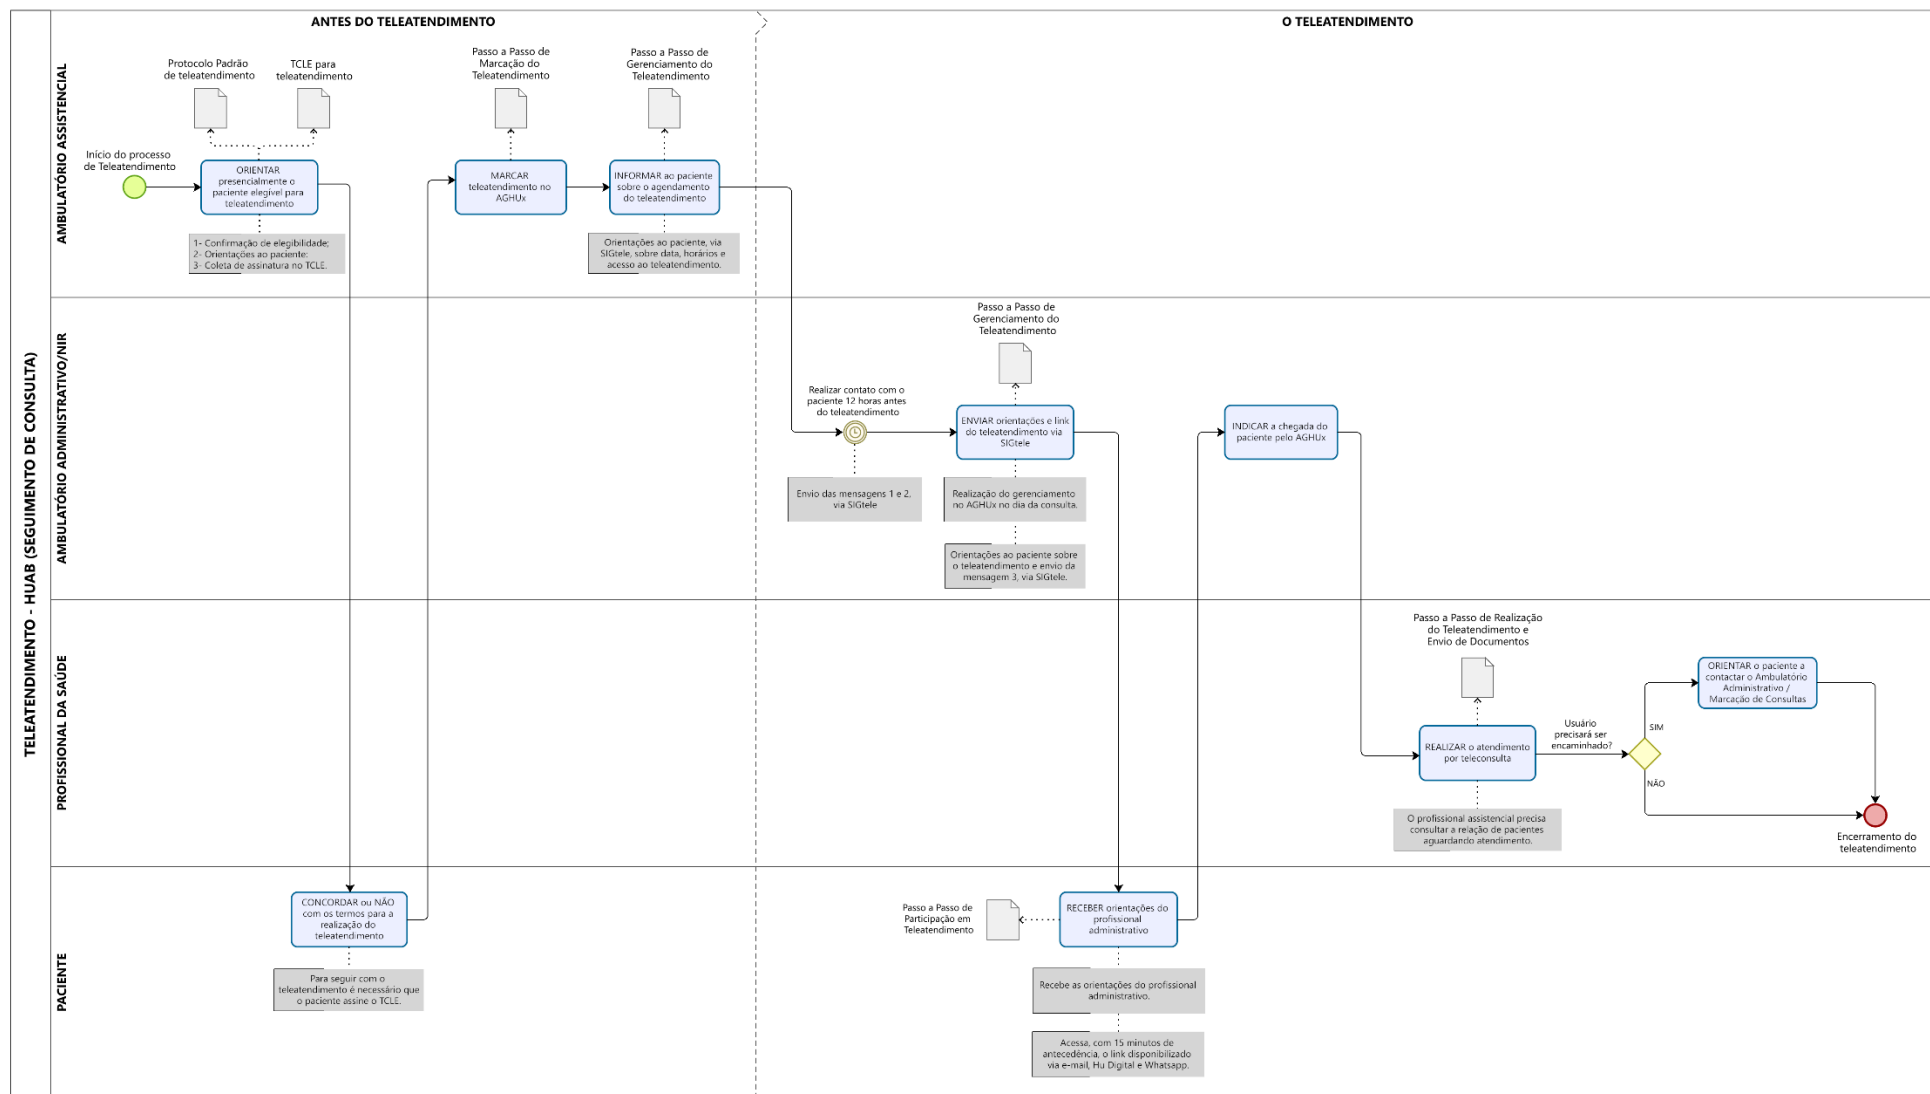 ANTES DO TELEATENDIMENTO
O TELEATENDIMENTO
TELEATENDIMENTO - HUAB (SEGUIMENTO DE CONSULTA)
AMBULATÓRIO ASSISTENCIAL
Protocolo Padrão
de teleatendimento
TCLE para
teleatendimento
Passo a Passo de
Marcação do
Teleatendimento
Passo a Passo de
Gerenciamento do
Teleatendimento
Início do processo
de Teleatendimento
ORIENTAR
presencialmente o
paciente elegível para
teleatendimento
MARCAR
teleatendimento no
AGHUx
INFORMAR ao paciente
sobre o agendamento
do teleatendimento
1- Confirmação de elegibilidade;
2- Orientações ao paciente;
3- Coleta de assinatura no TCLE.
Orientações ao paciente, via
SIGtele, sobre data, horários e
acesso ao teleatendimento.
AMBULATÓRIO ADMINISTRATIVO/NIR
Passo a Passo de
Gerenciamento do
Teleatendimento
Realizar contato com o
paciente 12 horas antes
do teleatendimento
ENVIAR orientações e link
do teleatendimento via
SIGtele
INDICAR a chegada do
paciente pelo AGHUx
Envio das mensagens 1 e 2,
via SIGtele
Realização do gerenciamento
no AGHUx no dia da consulta.
Orientações ao paciente sobre
o teleatendimento e envio da
mensagem 3, via SIGtele.
PROFISSIONAL DA SAÚDE
Passo a Passo de Realização
do Teleatendimento e
Envio de Documentos
ORIENTAR o paciente a
contactar o Ambulatório
Administrativo /
Marcação de Consultas
REALIZAR o atendimento
por teleconsulta
Usuário
precisará ser
encaminhado?
SIM
NÃO
O profissional assistencial precisa
consultar a relação de pacientes
aguardando atendimento.
Encerramento do
teleatendimento
PACIENTE
CONCORDAR ou NÃO
com os termos para a
realização do
teleatendimento
Para seguir com o
teleatendimento é necessário que
o paciente assine o TCLE.
Passo a Passo de
Participação em
Teleatendimento
RECEBER orientações do
profissional
administrativo
Recebe as orientações do profissional
administrativo.
Acessa, com 15 minutos de
antecedência, o link disponibilizado
via e-mail, Hu Digital e Whatsapp.